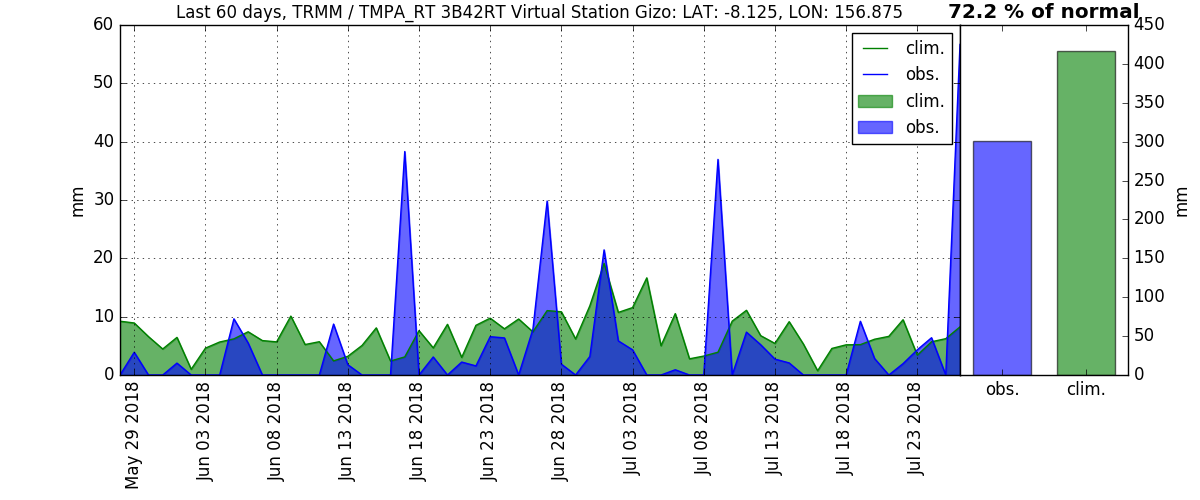 Last 60 days, TRMM / TMPA_RT 3B42RT Virtual Station Gizo: LAT: -8.125, LON: 156.875
72.2 % of normal
60
50
40
30
20
10
0
mm
clim.
obs.
clim.
obs.
450
400
350
300
250
200
150
100
50
0
mm
May 29 2018
Jun 03 2018
Jun 08 2018
Jun 13 2018
Jun 18 2018
Jun 23 2018
Jun 28 2018
Jul 03 2018
Jul 08 2018
Jul 13 2018
Jul 18 2018
Jul 23 2018
obs.
clim.